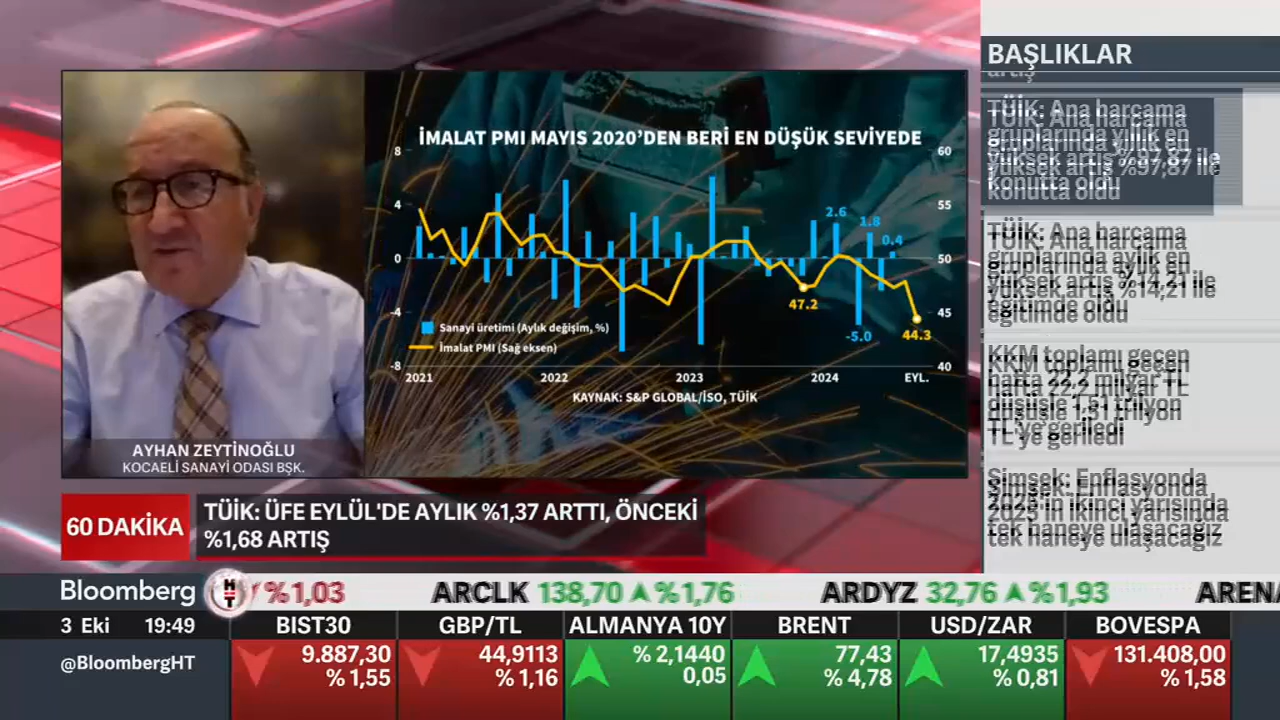 BAŞLIKLAR
artış
TÜİK: Ana harcama
gruplarında yıllık en
yüksek artış %97,87 ile
konutta oldu
TÜİK: Ana harcama
gruplarında aylık en
yüksek artış %14,21 ile
eğitimde oldu
KKM toplamı geçen
hafta 22,2 milyar TL
düşüşle 1,51 trilyon
TL'ye geriledi
Şimşek: Enflasyonda
2025'in ikinci yarısında
tek haneye ulaşacağız
İMALAT PMI MAYIS 2020'DEN BERİ EN DÜŞÜK SEVİYEDE
8 60
4 55
0 50
-4 45
-8 40
2.6
1.8
0.4
47.2
-5.0
44.3
Sanayi üretimi (Aylık değişim, %)
İmalat PMI (Sağ eksen)
2021 2022 2023 2024 EYL.
KAYNAK: S&P GLOBAL/İSO, TÜİK
AYHAN ZEYTİNOĞLU
KOCAELİ SANAYİ ODASI BŞK.
60 DAKİKA
TÜİK: ÜFE EYLÜL'DE AYLIK %1,37 ARTTI, ÖNCEKİ
%1,68 ARTIŞ
Bloomberg HT %1,03 ARCLK 138,70 %1,76 ARDYZ 32,76 %1,93 ARENA
3 Eki 19:49
@BloombergHT
BIST30 GBP/TL ALMANYA 10Y BRENT USD/ZAR BOVESPA
9.887,30 44,9113 % 2,1440 77,43 17,4935 131.408,00
% 1,55 % 1,16 0,05 % 4,78 % 0,81 % 1,58